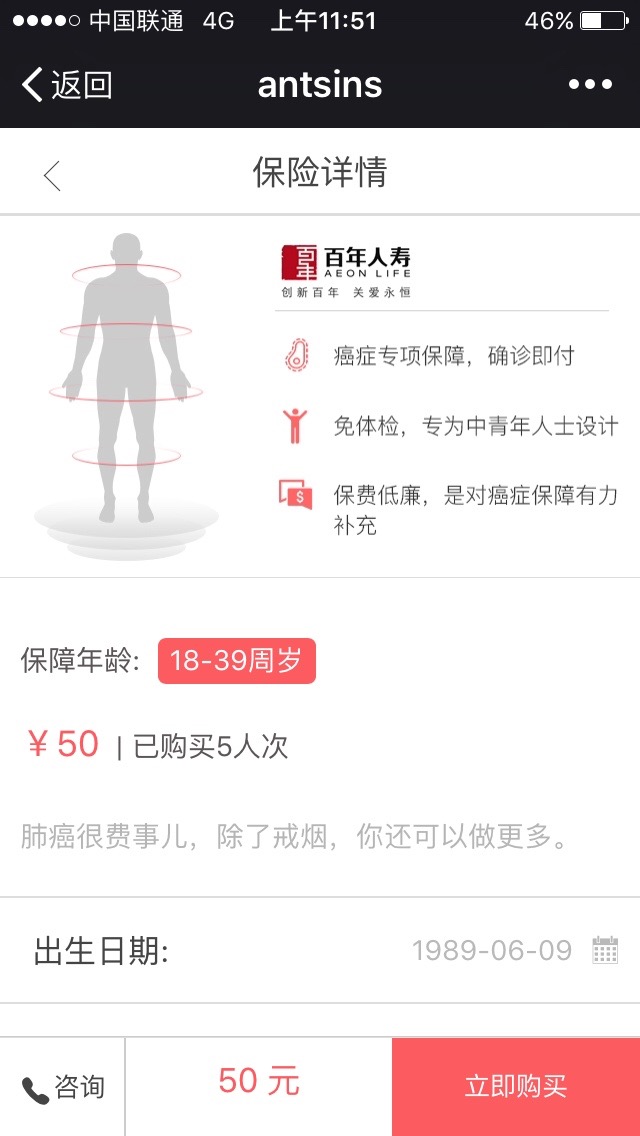 中国联通 4G 上午11:51 46%
返回 antsins
保险详情
百年 百年人寿
AEON LIFE
创新百年 关爱永恒
癌症专项保障，确诊即付
免体检，专为中青年人士设计
保费低廉，是对癌症保障有力
补充
保障年龄: 18-39周岁
￥50 | 已购买5人次
肺癌很费事儿，除了戒烟，你还可以做更多。
出生日期: 1989-06-09
咨询 50 元 立即购买